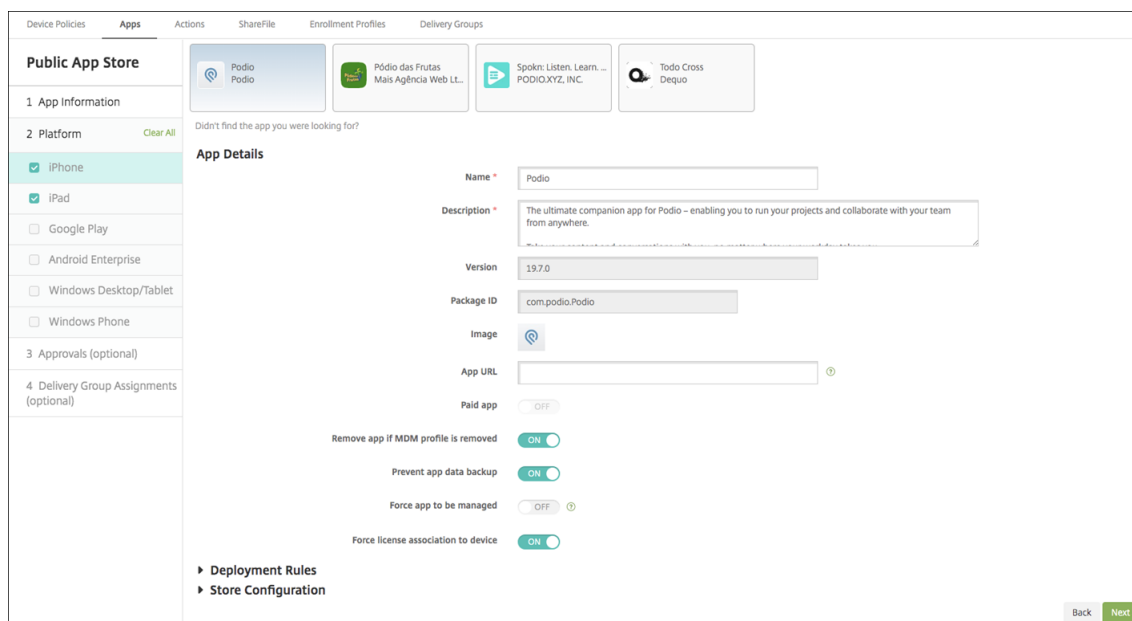 Device Policies Apps Actions ShareFile Enrollment Profiles Delivery Groups
Public App Store
1 App Information
2 Platform Clear All
iPhone
iPad
Google Play
Android Enterprise
Windows Desktop/Tablet
Windows Phone
3 Approvals (optional)
4 Delivery Group Assignments
(optional)
Podio
Podio
Pódio das Frutas
Mais Agência Web Lt...
Spokn: Listen. Learn. ...
PODIO.XYZ, INC.
Todo Cross
Dequo
Didn't find the app you were looking for?
App Details
Name * Podio
Description * The ultimate companion app for Podio – enabling you to run your projects and collaborate with your team
from anywhere.
Version 19.7.0
Package ID com.podio.Podio
Image
App URL
Paid app OFF
Remove app if MDM profile is removed ON
Prevent app data backup ON
Force app to be managed OFF
Force license association to device ON
Deployment Rules
Store Configuration
Back Next